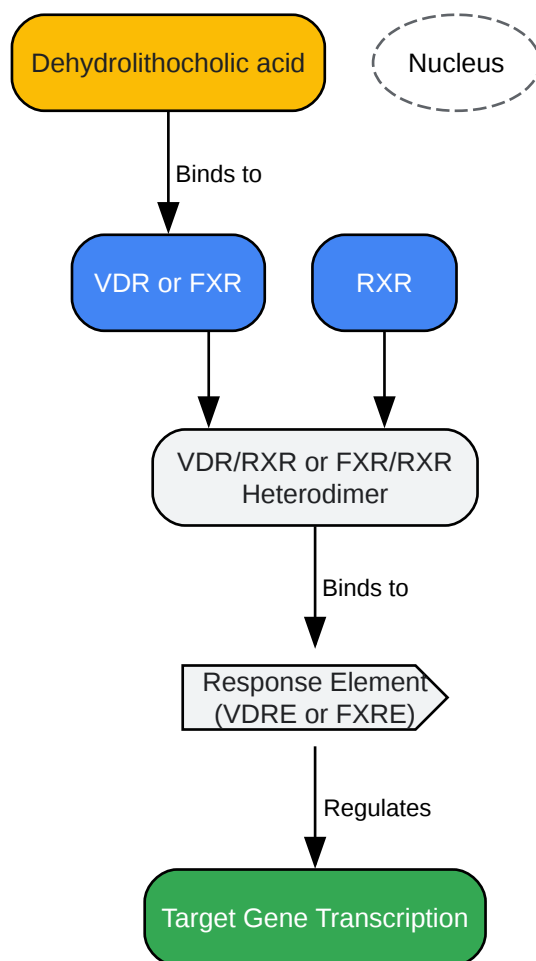 Dehydrolithocholic acid
Nucleus
Binds to
VDR or FXR
RXR
VDR/RXR or FXR/RXR
Heterodimer
Binds to
Response Element
(VDRE or FXRE)
Regulates
Target Gene Transcription